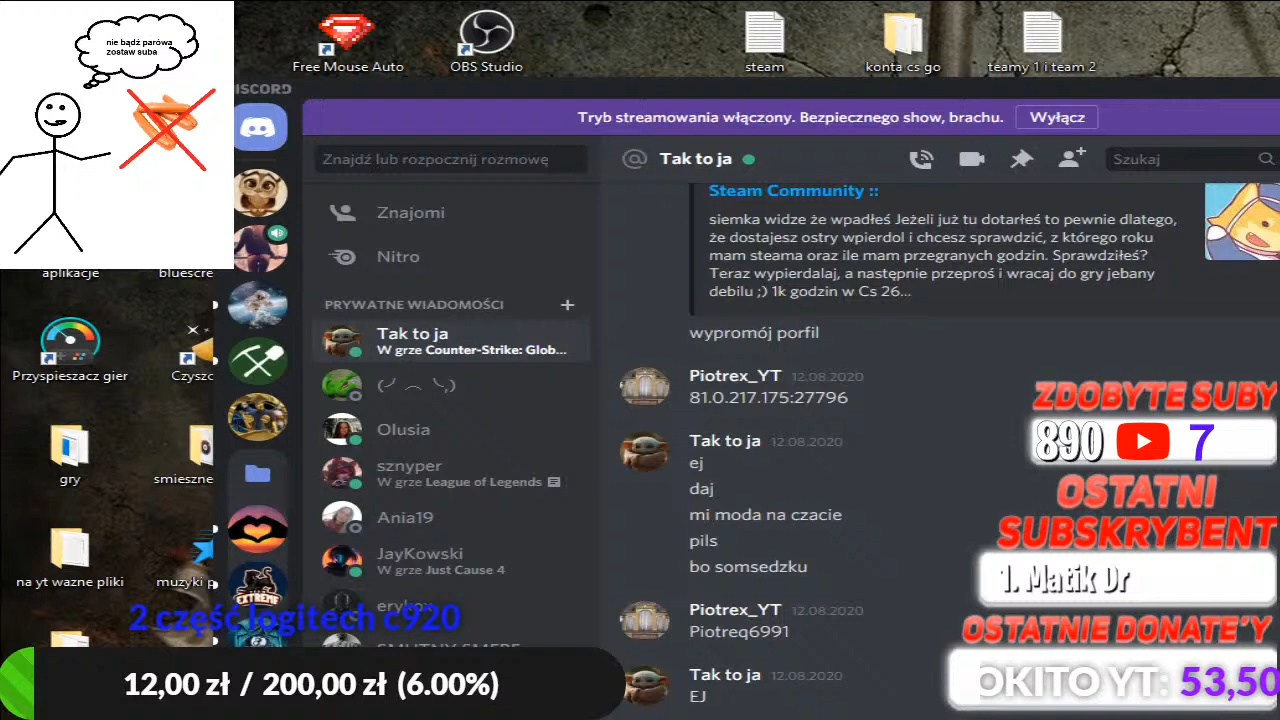 nie bądź parówa
zostaw suba
Free Mouse Auto
OBS Studio
steam
konta cs go
teamy 1 i team 2
ISCORD
Tryb streamowania włączony. Bezpiecznego show, brachu.
Wyłącz
Znajdź lub rozpocznij rozmowę
Tak to ja
Szukaj
Znajomi
Nitro
PRYWATNE WIADOMOŚCI
Tak to ja
W grze Counter-Strike: Glob...
Olusia
sznyper
W grze League of Legends
Ania19
JayKowski
W grze Just Cause 4
Steam Community ::
siemka widze że wpadłeś Jeżeli już tu dotarłeś to pewnie dlatego,
że dostajesz ostry wpierdol i chcesz sprawdzić, z którego roku
mam steama oraz ile mam przegranych godzin. Sprawdziłeś?
Teraz wypierdalaj, a następnie przeproś i wracaj do gry jebany
debilu ;) 1k godzin w Cs 26...
wypromój porfil
Piotrex_YT 12.08.2020
81.0.217.175:27796
Tak to ja 12.08.2020
ej
daj
mi moda na czacie
pils
bo somsedzku
Piotrex_YT 12.08.2020
Piotreq6991
Tak to ja 12.08.2020
EJ
aplikacje
bluescre
Przyspieszacz gier
Czyszc
gry
smieszne
na yt wazne pliki
muzyki p
EXTREME
2 część logitech c920
12,00 zł / 200,00 zł (6.00%)
ZDOBYTE SUBY
890 7
OSTATNI
SUBSKRYBENT
1. Matik Dr
OSTATNIE DONATE'Y
OKITO YT: 53,50